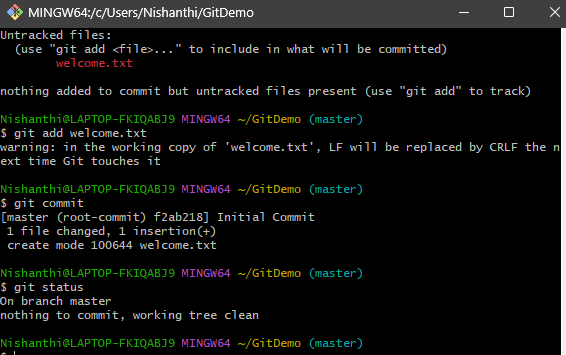 MINGW64:/c/Users/Nishanthi/GitDemo
Untracked files:
  (use "git add <file>..." to include in what will be committed)
        welcome.txt
nothing added to commit but untracked files present (use "git add" to track)
Nishanthi@LAPTOP-FKIQABJ9 MINGW64 ~/GitDemo (master)
$ git add welcome.txt
warning: in the working copy of 'welcome.txt', LF will be replaced by CRLF the n
ext time Git touches it
Nishanthi@LAPTOP-FKIQABJ9 MINGW64 ~/GitDemo (master)
$ git commit
[master (root-commit) f2ab218] Initial Commit
 1 file changed, 1 insertion(+)
 create mode 100644 welcome.txt
Nishanthi@LAPTOP-FKIQABJ9 MINGW64 ~/GitDemo (master)
$ git status
On branch master
nothing to commit, working tree clean
Nishanthi@LAPTOP-FKIQABJ9 MINGW64 ~/GitDemo (master)
$